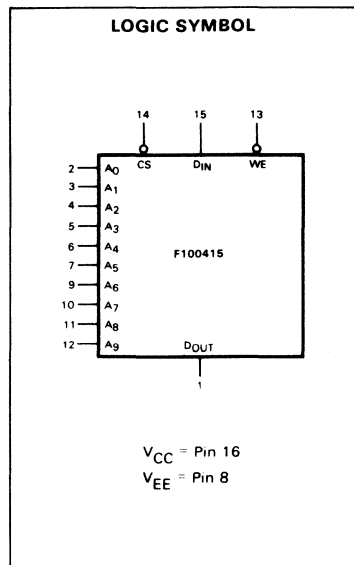 LOGIC SYMBOL
14 15 13
CS DIN WE
2 A0
3 A1
4 A2
5 A3
6 A4
7 A5
9 A6
10 A7
11 A8
12 A9
F100415
DOUT
1
VCC = Pin 16
VEE = Pin 8